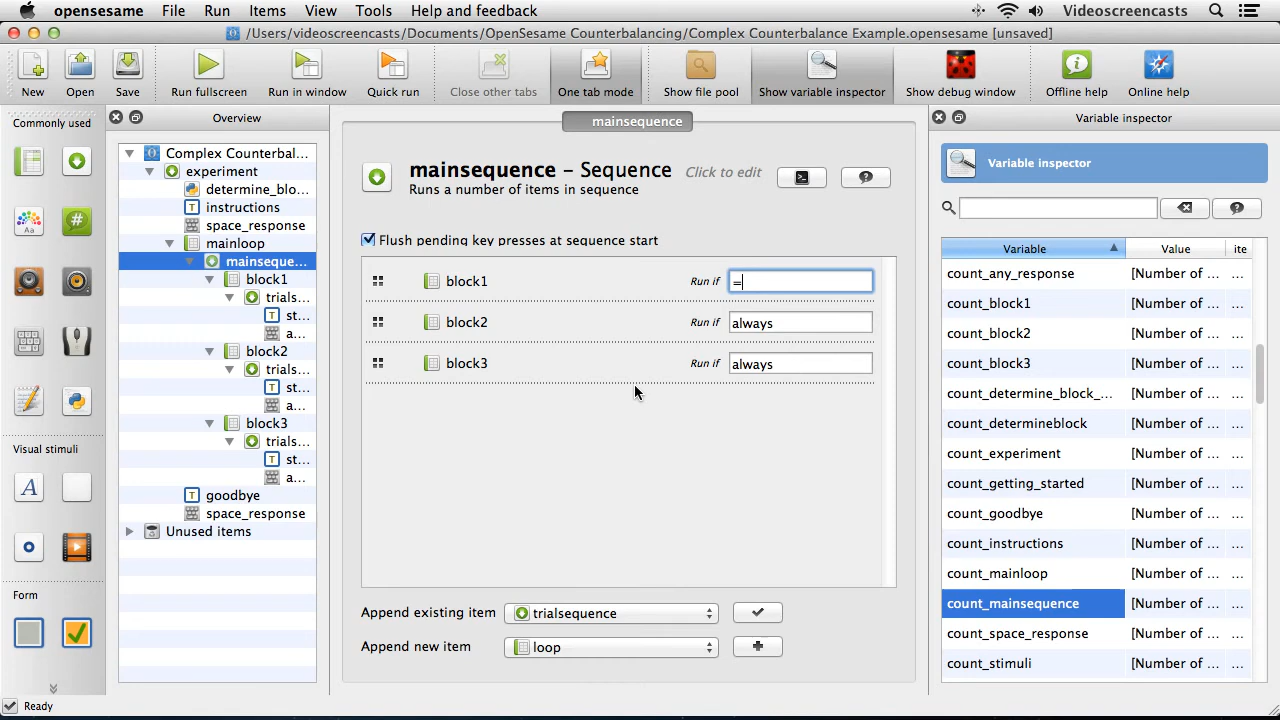 opensesame File Run Items View Tools Help and feedback Videoscreencasts
/Users/videoscreencasts/Documents/OpenSesame Counterbalancing/Complex Counterbalance Example.opensesame [unsaved]
New Open Save Run fullscreen Run in window Quick run Close other tabs One tab mode Show file pool Show variable inspector Show debug window Offline help Online help
Commonly used
Visual stimuli
Form
Overview
Complex Counterbal...
experiment
determine_blo...
instructions
space_response
mainloop
mainseque...
block1
trials...
st...
a...
block2
trials...
st...
a...
block3
trials...
st...
a...
goodbye
space_response
Unused items
mainsequence
mainsequence – Sequence Click to edit
Runs a number of items in sequence
Flush pending key presses at sequence start
block1 Run if =
block2 Run if always
block3 Run if always
Append existing item trialsequence
Append new item loop
Variable inspector
Variable inspector
Variable Value ite
count_any_response [Number of ... ...
count_block1 [Number of ... ...
count_block2 [Number of ... ...
count_block3 [Number of ... ...
count_determine_block_... [Number of ... ...
count_determineblock [Number of ... ...
count_experiment [Number of ... ...
count_getting_started [Number of ... ...
count_goodbye [Number of ... ...
count_instructions [Number of ... ...
count_mainloop [Number of ... ...
count_mainsequence [Number of ... ...
count_space_response [Number of ... ...
count_stimuli [Number of ... ...
Ready